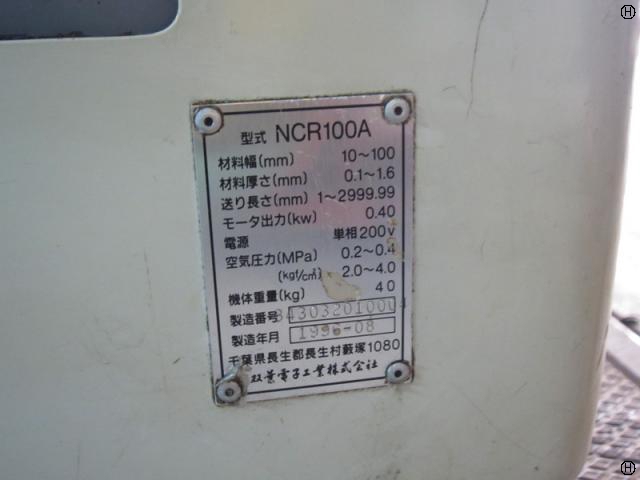 型式 NCR100A
材料幅(mm) 10～100
材料厚さ(mm) 0.1～1.6
送り長さ(mm) 1～2999.99
モータ出力(kw) 0.40
電源 単相200v
空気圧力(MPa) 0.2～0.4
(kgf/c㎡) 2.0～4.0
機体重量(kg) 40
製造番号
製造年月 1996-08
千葉県長生郡長生村藪塚1080
双葉電子工業株式会社